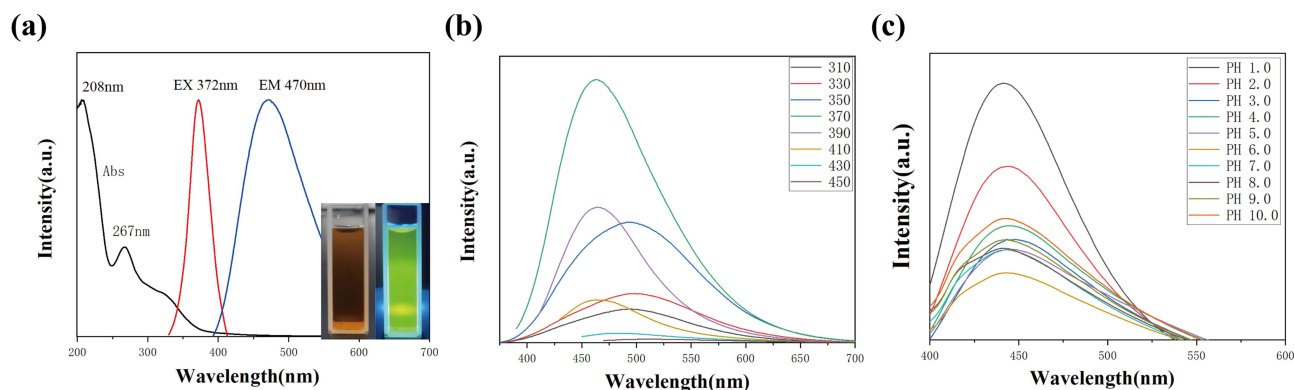 (a)
208nm
EX 372nm
EM 470nm
Abs
267nm
Intensity(a.u.)
200 300 400 500 600 700
Wavelength(nm)
(b)
310
330
350
370
390
410
430
450
Intensity(a.u.)
400 450 500 550 600 650 700
Wavelength(nm)
(c)
PH 1.0
PH 2.0
PH 3.0
PH 4.0
PH 5.0
PH 6.0
PH 7.0
PH 8.0
PH 9.0
PH 10.0
Intensity(a.u.)
400 450 500 550 600
Wavelength(nm)